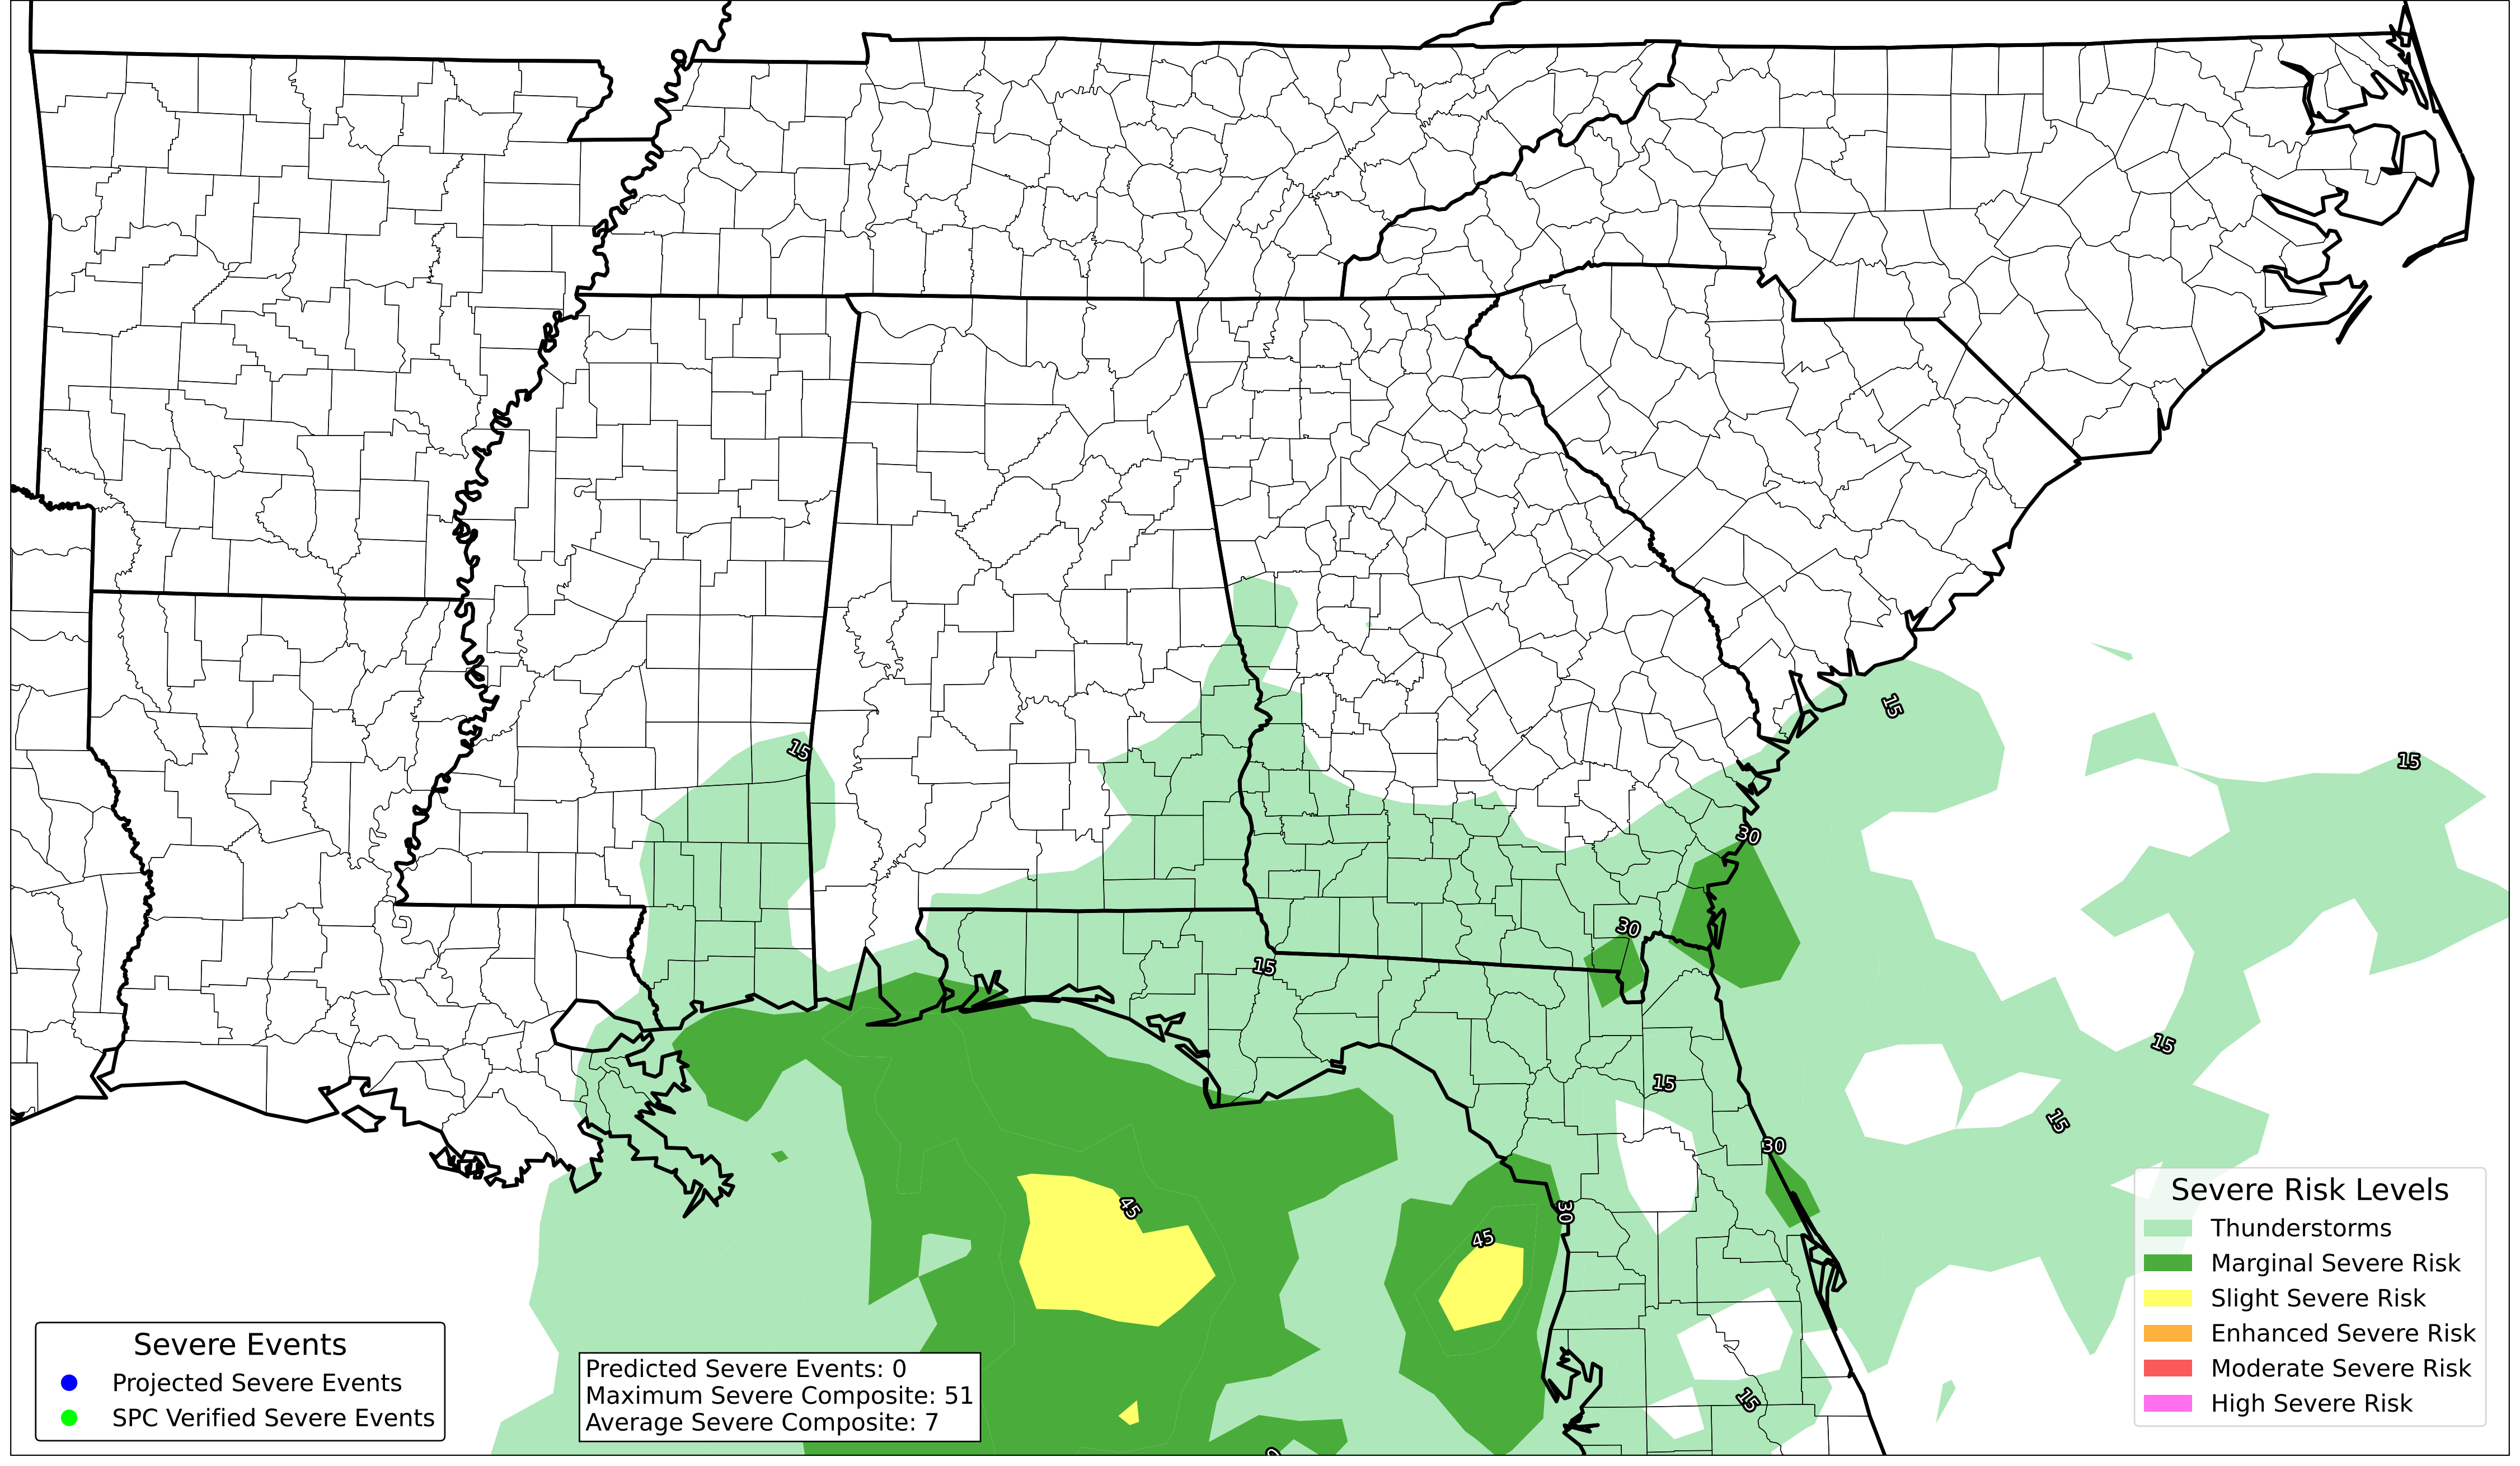 15
15
15
30
30
15
15
15
15
30
45
30
45
15
Severe Risk Levels
Thunderstorms
Marginal Severe Risk
Slight Severe Risk
Enhanced Severe Risk
Moderate Severe Risk
High Severe Risk
Severe Events
Projected Severe Events
SPC Verified Severe Events
Predicted Severe Events: 0
Maximum Severe Composite: 51
Average Severe Composite: 7